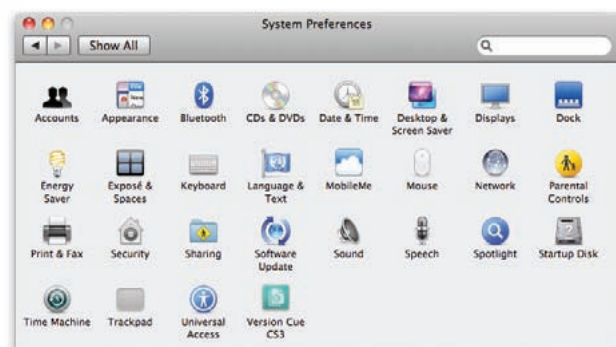 System Preferences
Show All
Accounts Appearance Bluetooth CDs & DVDs Date & Time Desktop & Displays Dock
Screen Saver
Energy Exposé & Keyboard Language & MobileMe Mouse Network Parental
Saver Spaces Text Controls
Print & Fax Security Sharing Software Sound Speech Spotlight Startup Disk
Update
Time Machine Trackpad Universal Version Cue
Access CS3